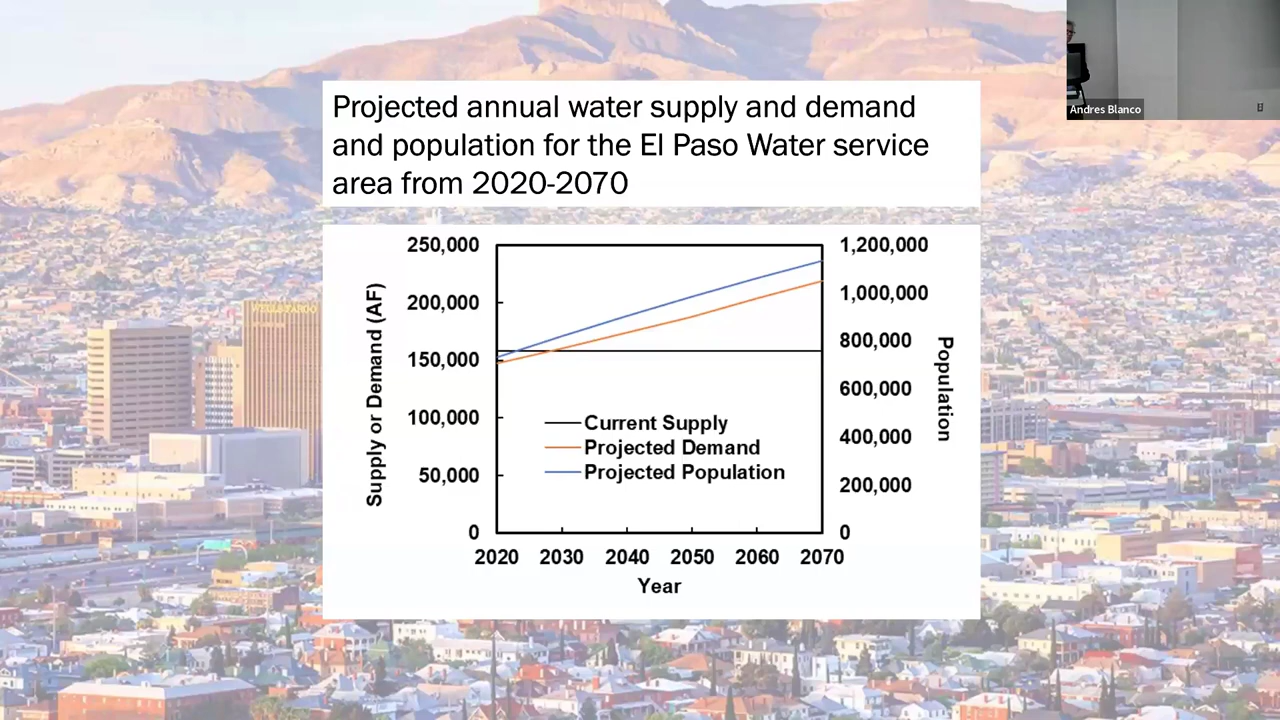 Projected annual water supply and demand
and population for the El Paso Water service
area from 2020-2070
Andres Blanco
WELLS FARGO
250,000
200,000
150,000
100,000
50,000
0
Supply or Demand (AF)
1,200,000
1,000,000
800,000
600,000
400,000
200,000
0
Population
Current Supply
Projected Demand
Projected Population
2020 2030 2040 2050 2060 2070
Year